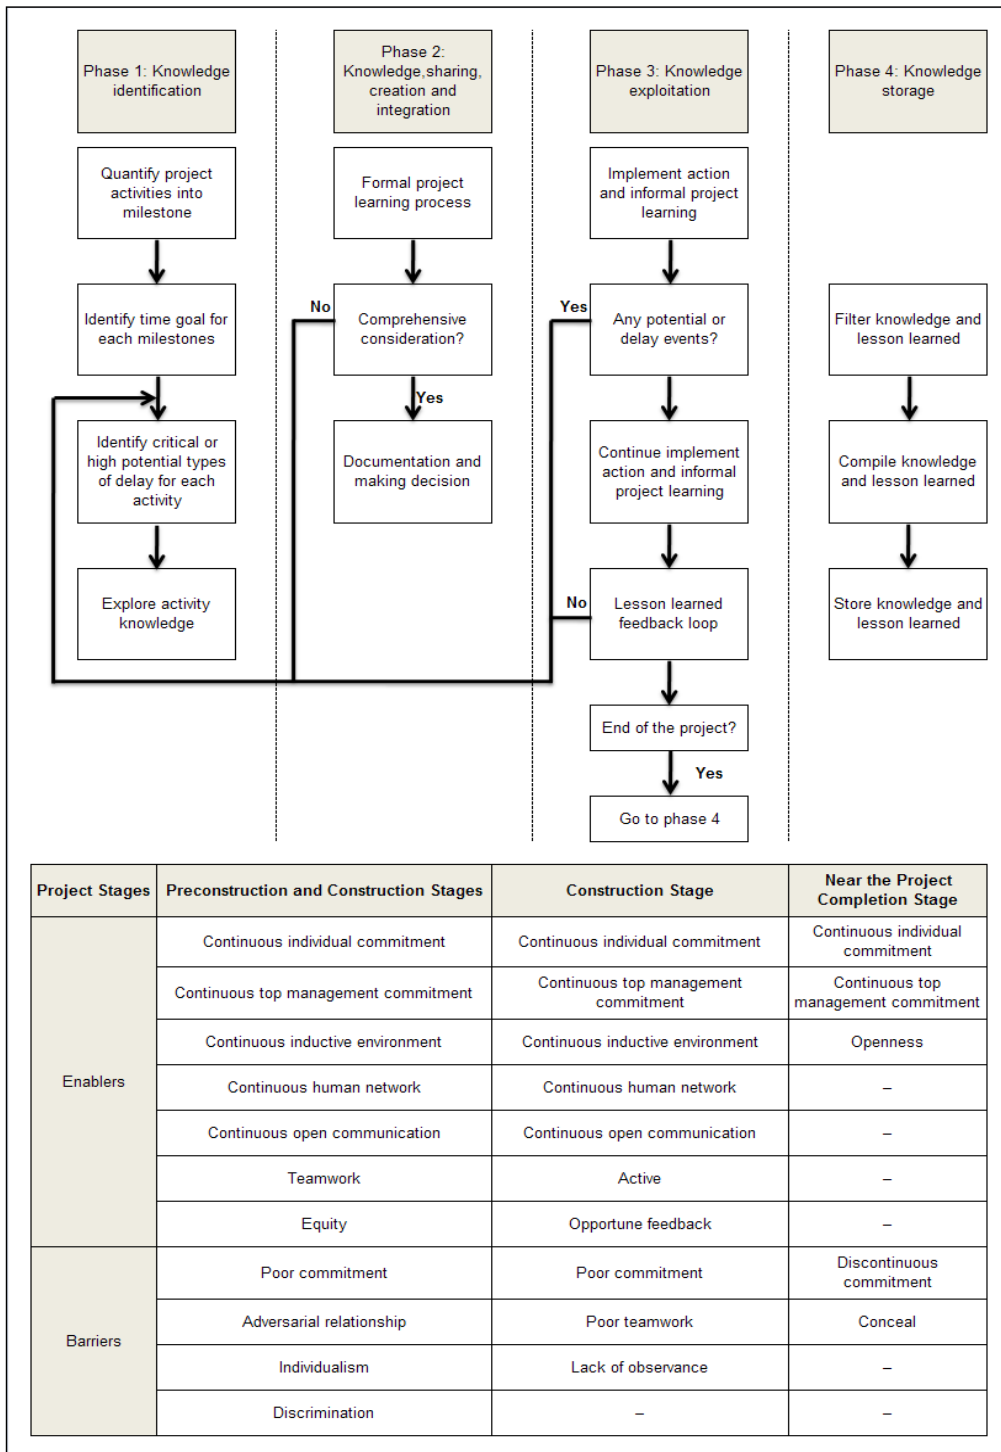 Phase 1: Knowledge
identification
Phase 2:
Knowledge,sharing,
creation and
integration
Phase 3: Knowledge
exploitation
Phase 4: Knowledge
storage
Quantify project
activities into
milestone
Formal project
learning process
Implement action
and informal project
learning
Identify time goal for
each milestones
No
Comprehensive
consideration?
Yes
Any potential or
delay events?
Filter knowledge and
lesson learned
Yes
Identify critical or
high potential types
of delay for each
activity
Documentation and
making decision
Continue implement
action and informal
project learning
Compile knowledge
and lesson learned
Explore activity
knowledge
No
Lesson learned
feedback loop
Store knowledge and
lesson learned
End of the project?
Yes
Go to phase 4
Project Stages
Preconstruction and Construction Stages
Construction Stage
Near the Project
Completion Stage
Enablers
Continuous individual commitment
Continuous individual commitment
Continuous individual
commitment
Continuous top management commitment
Continuous top management
commitment
Continuous top
management commitment
Continuous inductive environment
Continuous inductive environment
Openness
Continuous human network
Continuous human network
–
Continuous open communication
Continuous open communication
–
Teamwork
Active
–
Equity
Opportune feedback
–
Barriers
Poor commitment
Poor commitment
Discontinuous
commitment
Adversarial relationship
Poor teamwork
Conceal
Individualism
Lack of observance
–
Discrimination
–
–